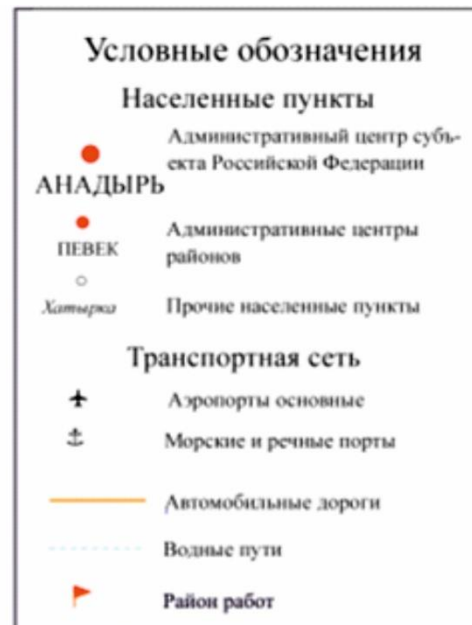 Условные обозначения
Населенные пункты
Административный центр субъ-
екта Российской Федерации
АНАДЫРЬ
ПЕВЕК
Административные центры
районов
Хатырка
Прочие населенные пункты
Транспортная сеть
Аэропорты основные
Морские и речные порты
Автомобильные дороги
Водные пути
Район работ